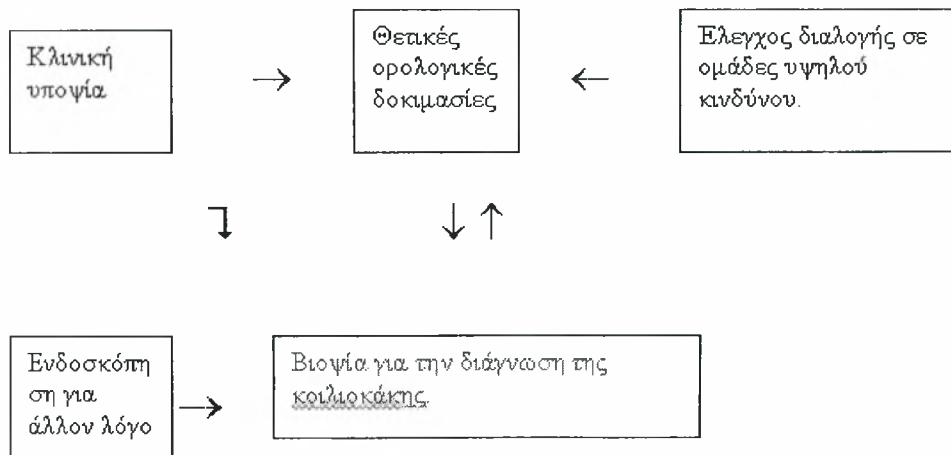 Κλινική
υποψία
Θετικές
ορολογικές
δοκιμασίες
Έλεγχος διαλογής σε
ομάδες υψηλού
κινδύνου.
Ενδοσκόπη
ση για
άλλον λόγο
Βιοψία για την διάγνωση της
κοιλιοκάκης.